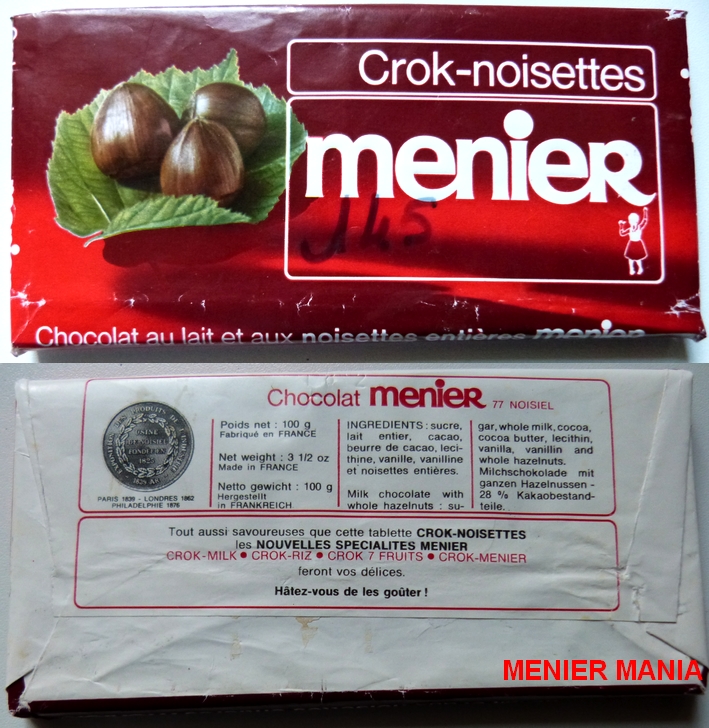 Crok-noisettes
menier
145
Chocolat au lait et aux noisettes entières menier
Chocolat menier 77 NOISIEL
USINE
DE NOISIEL
FONDÉE EN
1825
PARIS 1839 - LONDRES 1862
PHILADELPHIE 1876
Poids net : 100 g
Fabriqué en FRANCE
Net weight : 3 1/2 oz
Made in FRANCE
Netto gewicht : 100 g
Hergestellt
in FRANKREICH
INGREDIENTS: sucre,
lait entier, cacao,
beurre de cacao, leci-
thine, vanille, vanilline
et noisettes entières.
Milk chocolate with
whole hazelnuts : su-
gar, whole milk, cocoa,
cocoa butter, lecithin,
vanilla, vanillin and
whole hazelnuts.
Milchschokolade mit
ganzen Hazelnussen -
28 % Kakaobestand-
teile.
Tout aussi savoureuses que cette tablette CROK-NOISETTES
les NOUVELLES SPECIALITES MENIER
CROK-MILK ● CROK-RIZ ● CROK 7 FRUITS ● CROK-MENIER
feront vos délices.
Hâtez-vous de les goûter !
MENIER MANIA